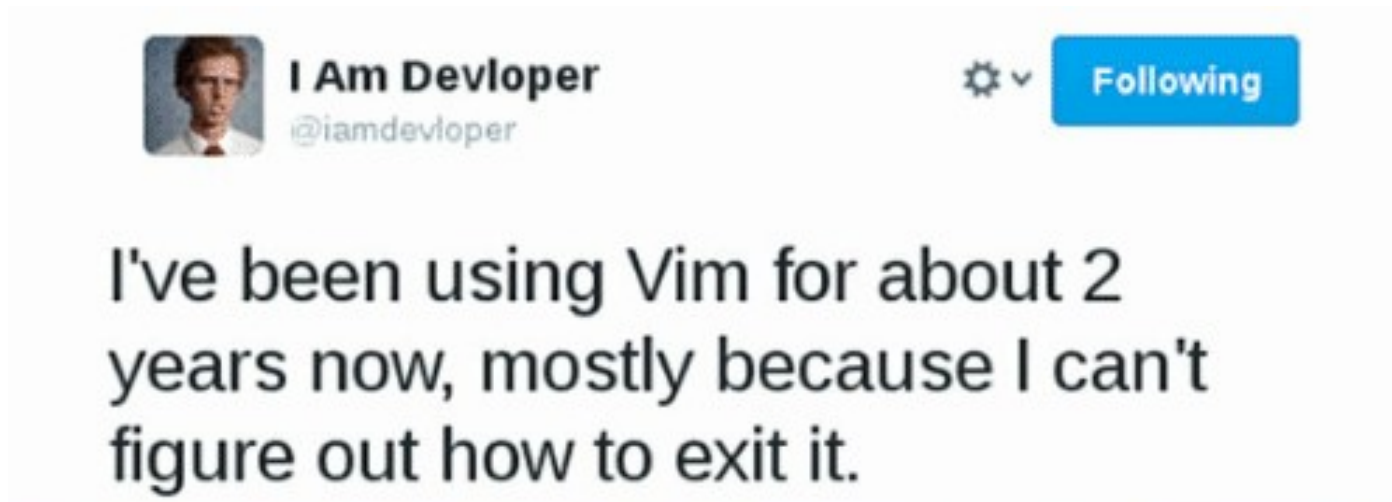 I Am Devloper
Following
@iamdevloper
I've been using Vim for about 2
years now, mostly because I can't
figure out how to exit it.